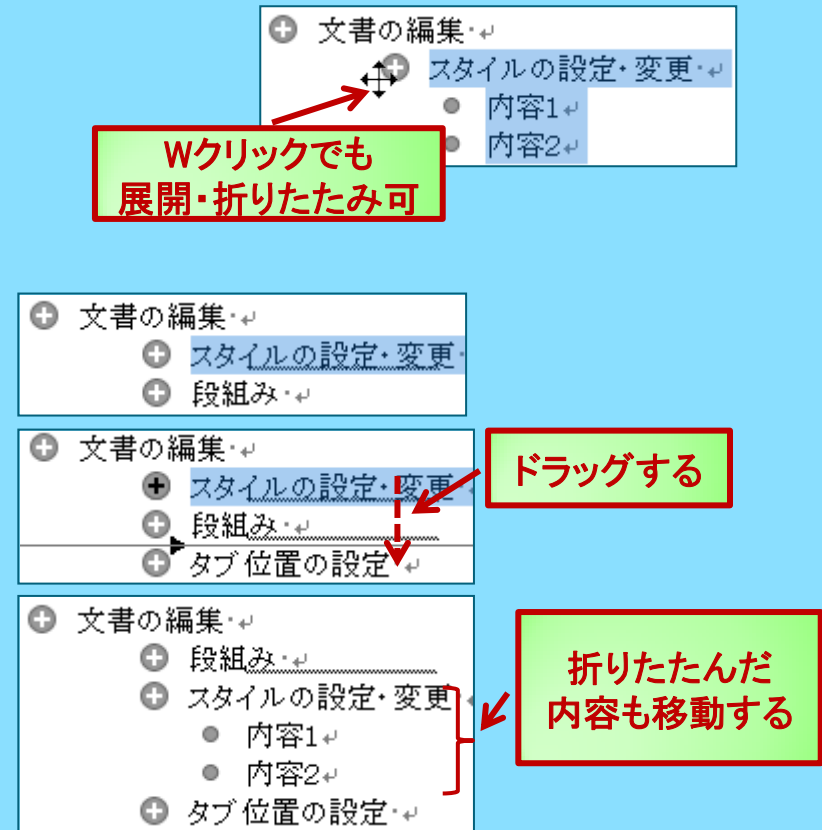 文書の編集
スタイルの設定・変更
内容1
内容2
Wクリックでも
展開・折りたたみ可
文書の編集
スタイルの設定・変更
段組み
文書の編集
スタイルの設定・変更
段組み
タブ位置の設定
ドラッグする
文書の編集
段組み
スタイルの設定・変更
内容1
内容2
タブ位置の設定
折りたたんだ
内容も移動する